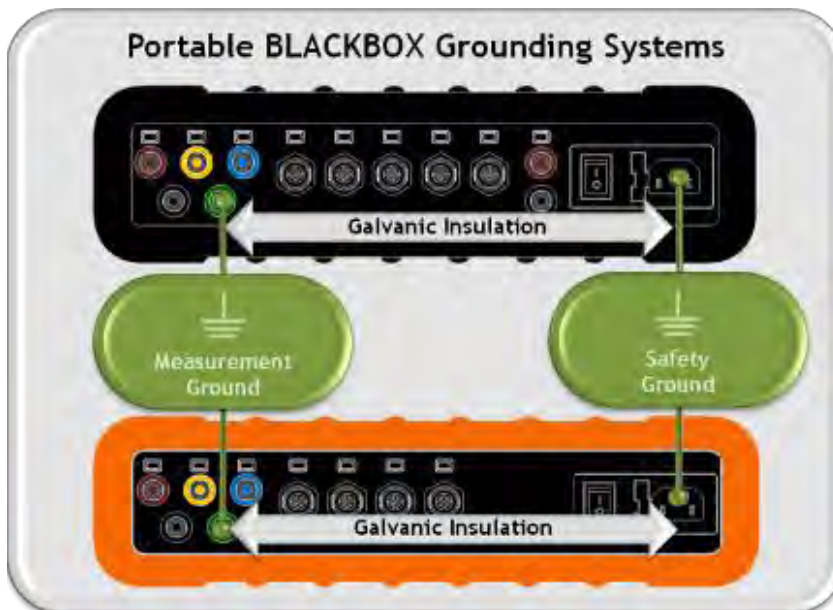 Portable BLACKBOX Grounding Systems
Galvanic Insulation
Measurement
Ground
Safety
Ground
Galvanic Insulation